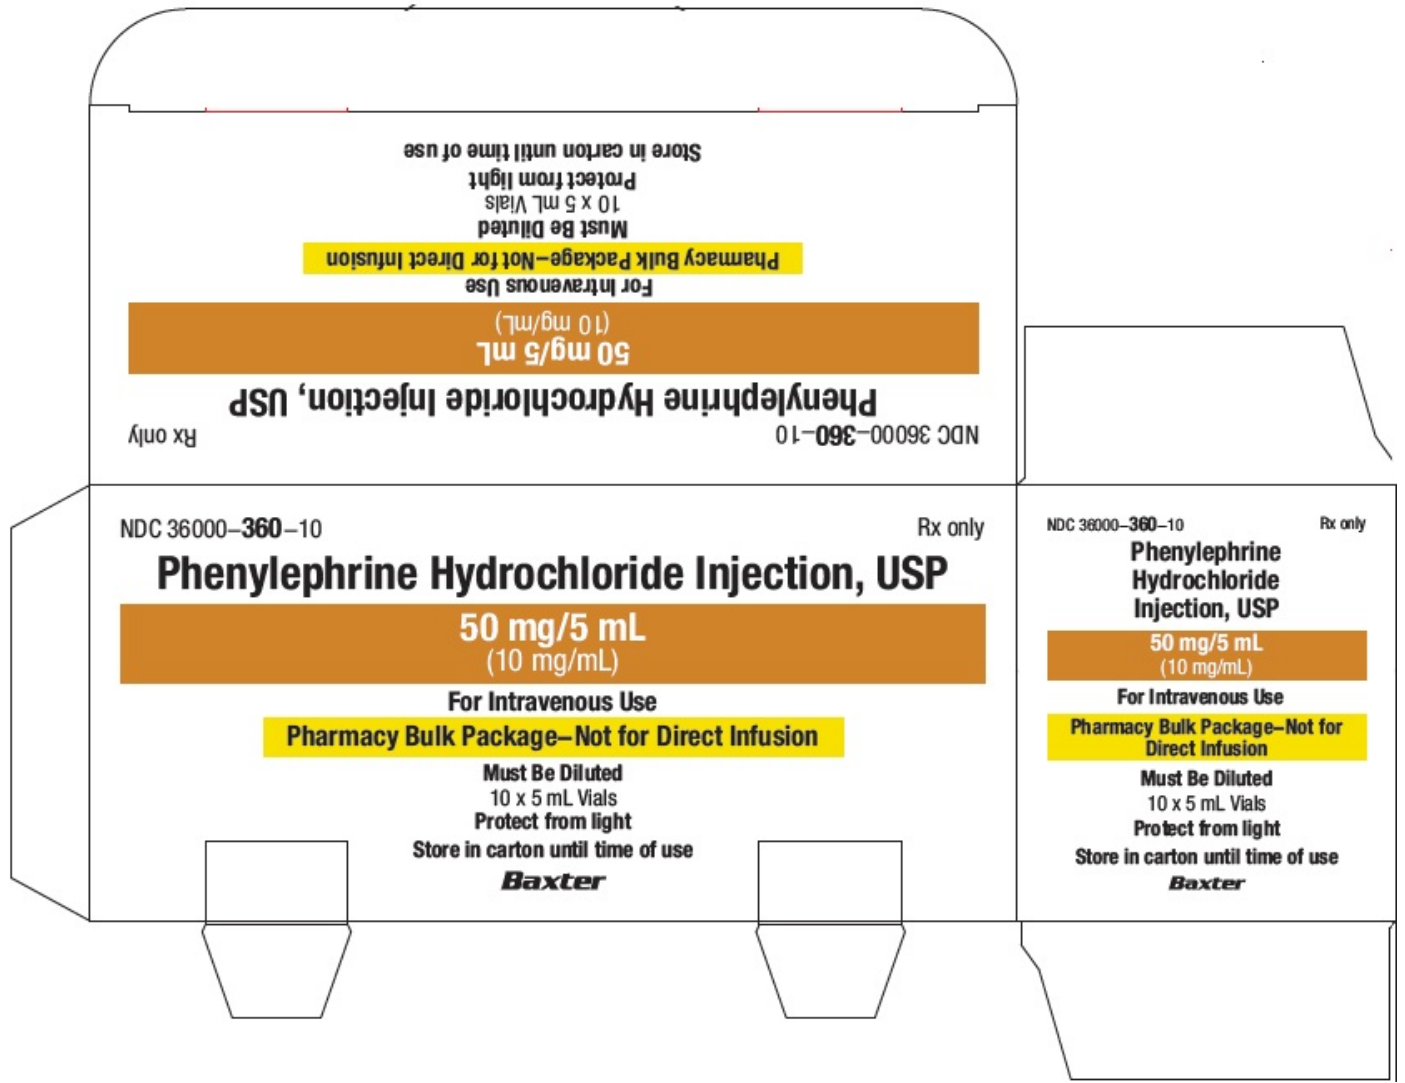 Store in carton until time of use
Protect from light
10 x 5 mL Vials
Must Be Diluted
Pharmacy Bulk Package–Not for Direct Infusion
For Intravenous Use
(10 mg/mL)
50 mg/5 mL
Phenylephrine Hydrochloride Injection, USP
Rx only NDC 36000–360–10
NDC 36000–360–10 Rx only
Phenylephrine Hydrochloride Injection, USP
50 mg/5 mL
(10 mg/mL)
For Intravenous Use
Pharmacy Bulk Package–Not for Direct Infusion
Must Be Diluted
10 x 5 mL Vials
Protect from light
Store in carton until time of use
Baxter
NDC 36000–360–10 Rx only
Phenylephrine
Hydrochloride
Injection, USP
50 mg/5 mL
(10 mg/mL)
For Intravenous Use
Pharmacy Bulk Package–Not for
Direct Infusion
Must Be Diluted
10 x 5 mL Vials
Protect from light
Store in carton until time of use
Baxter